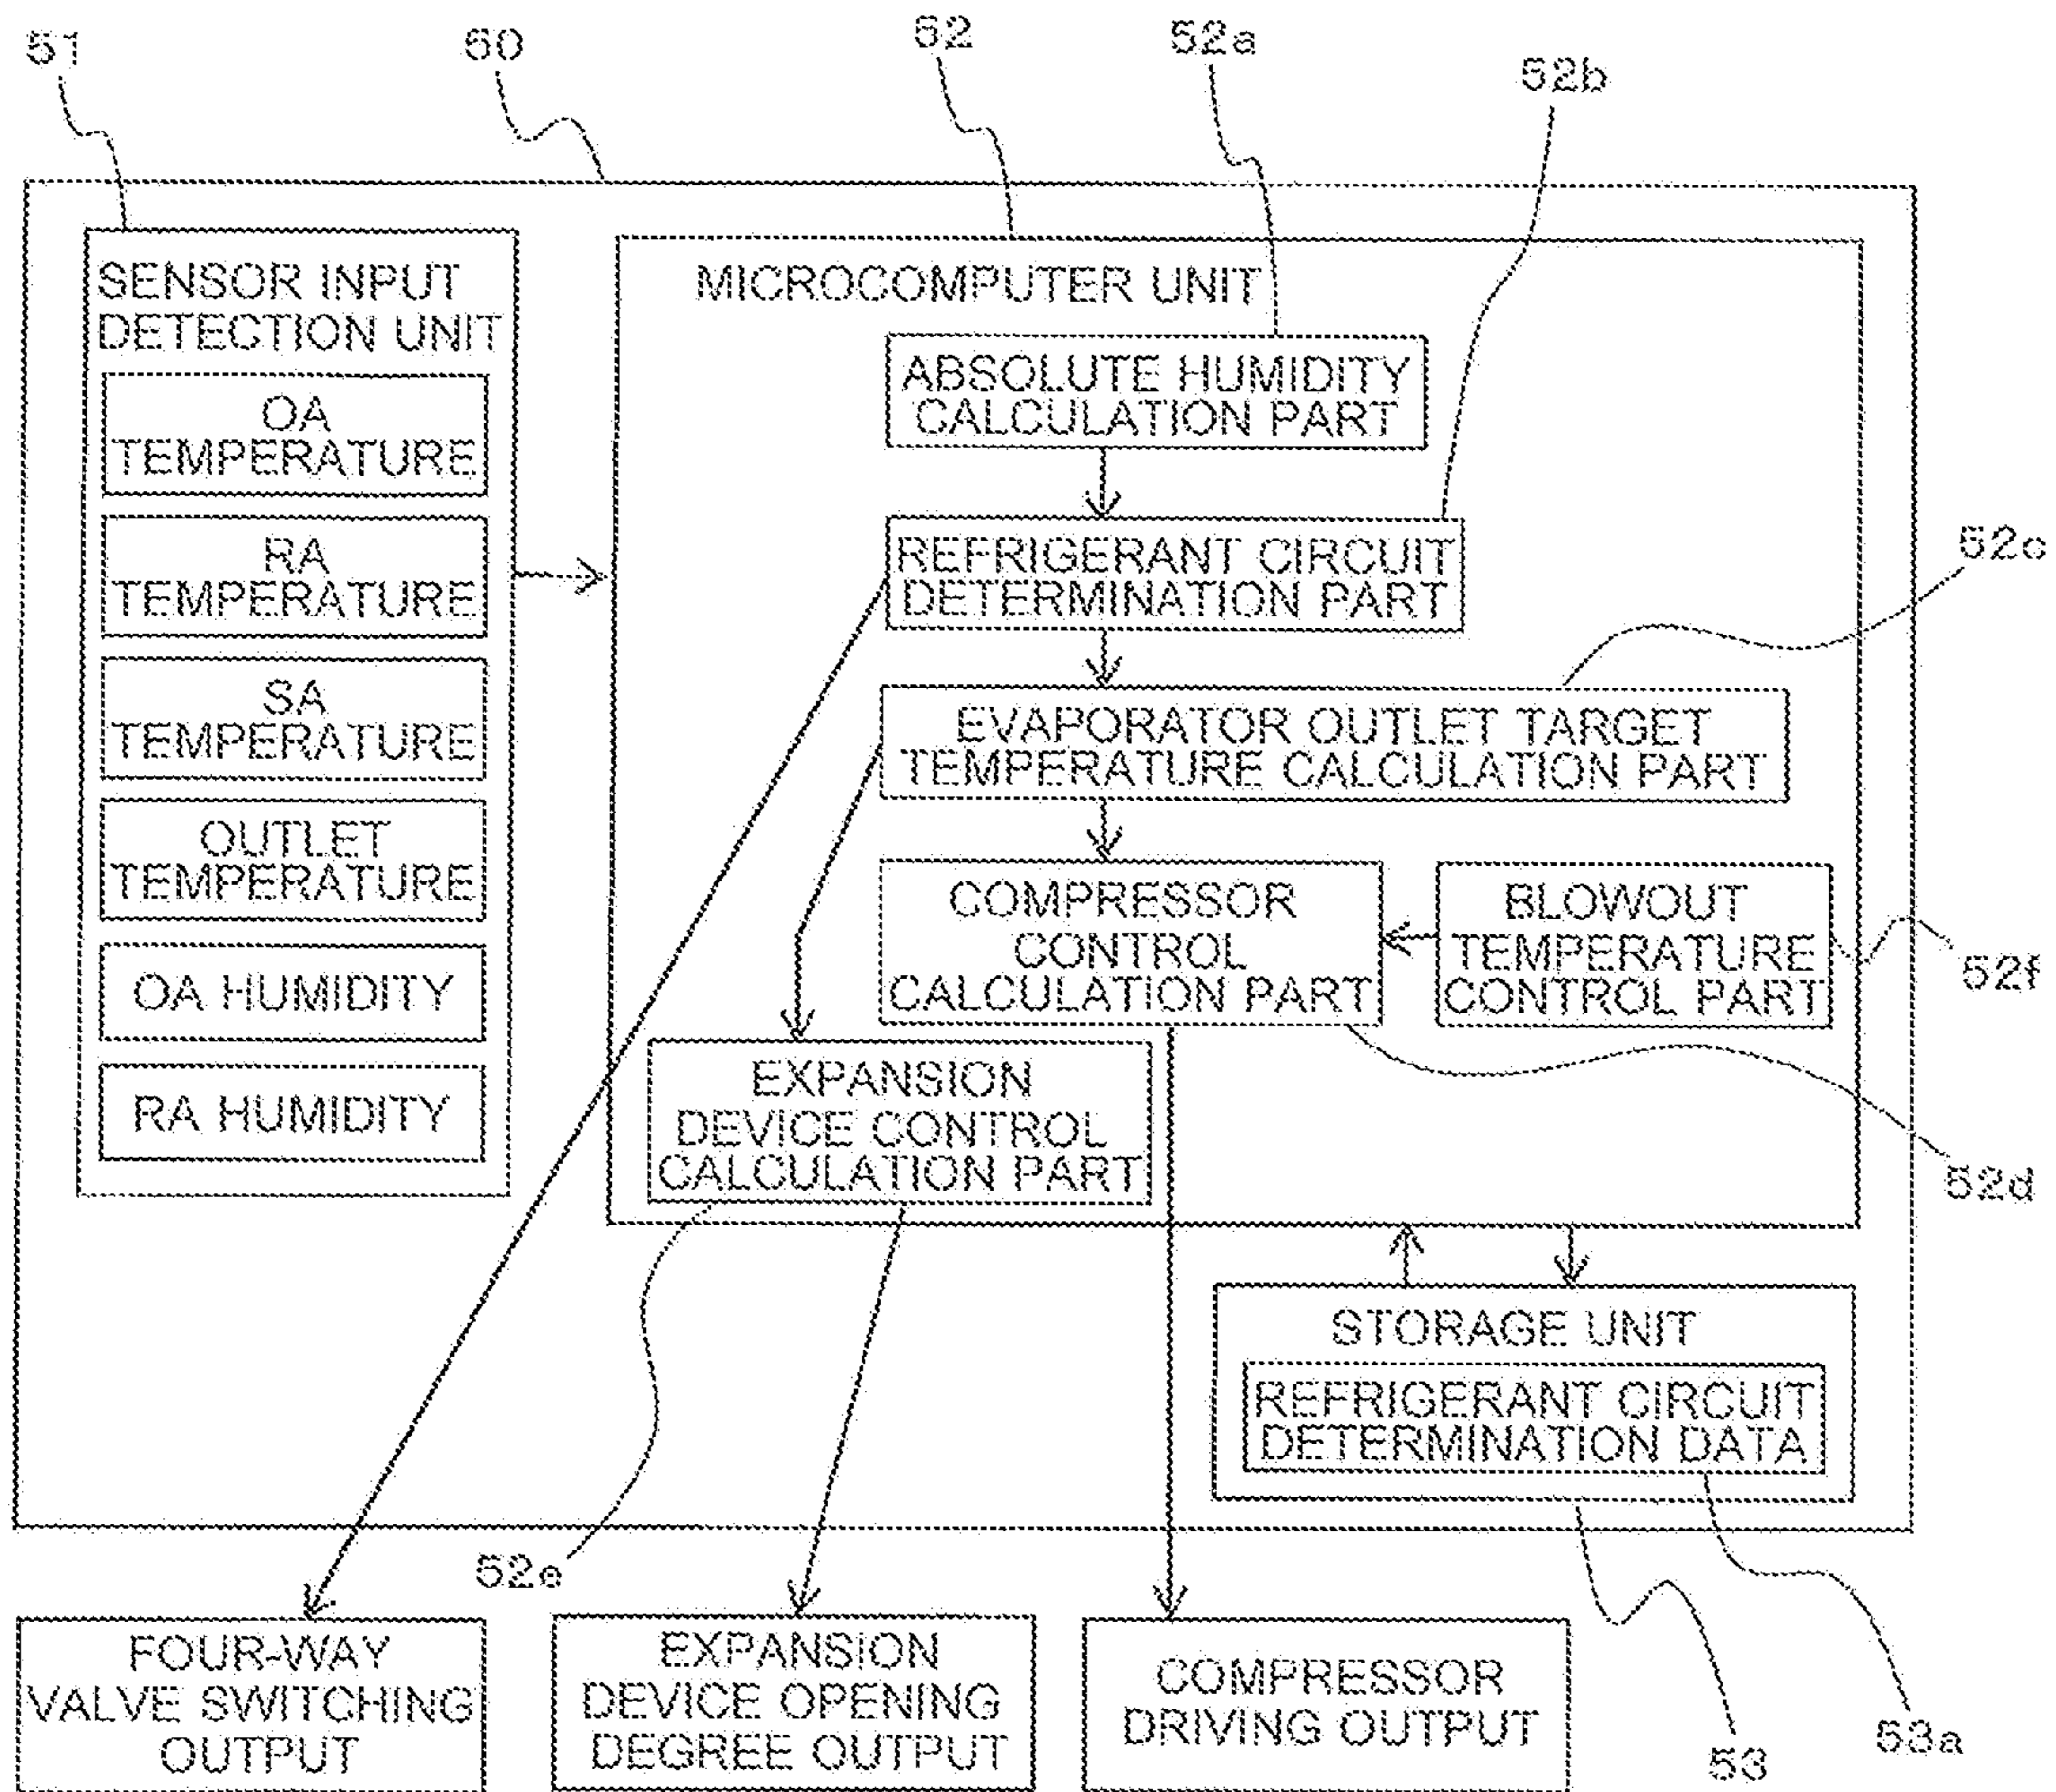 51
50
52
52a
52b
SENSOR INPUT
DETECTION UNIT
OA
TEMPERATURE
RA
TEMPERATURE
SA
TEMPERATURE
OUTLET
TEMPERATURE
OA HUMIDITY
RA HUMIDITY
MICROCOMPUTER UNIT
ABSOLUTE HUMIDITY
CALCULATION PART
REFRIGERANT CIRCUIT
DETERMINATION PART
52c
EVAPORATOR OUTLET TARGET
TEMPERATURE CALCULATION PART
COMPRESSOR
CONTROL
CALCULATION PART
BLOWOUT
TEMPERATURE
CONTROL PART
52f
EXPANSION
DEVICE CONTROL
CALCULATION PART
52d
STORAGE UNIT
REFRIGERANT CIRCUIT
DETERMINATION DATA
52e
FOUR-WAY
VALVE SWITCHING
OUTPUT
EXPANSION
DEVICE OPENING
DEGREE OUTPUT
COMPRESSOR
DRIVING OUTPUT
53
53a